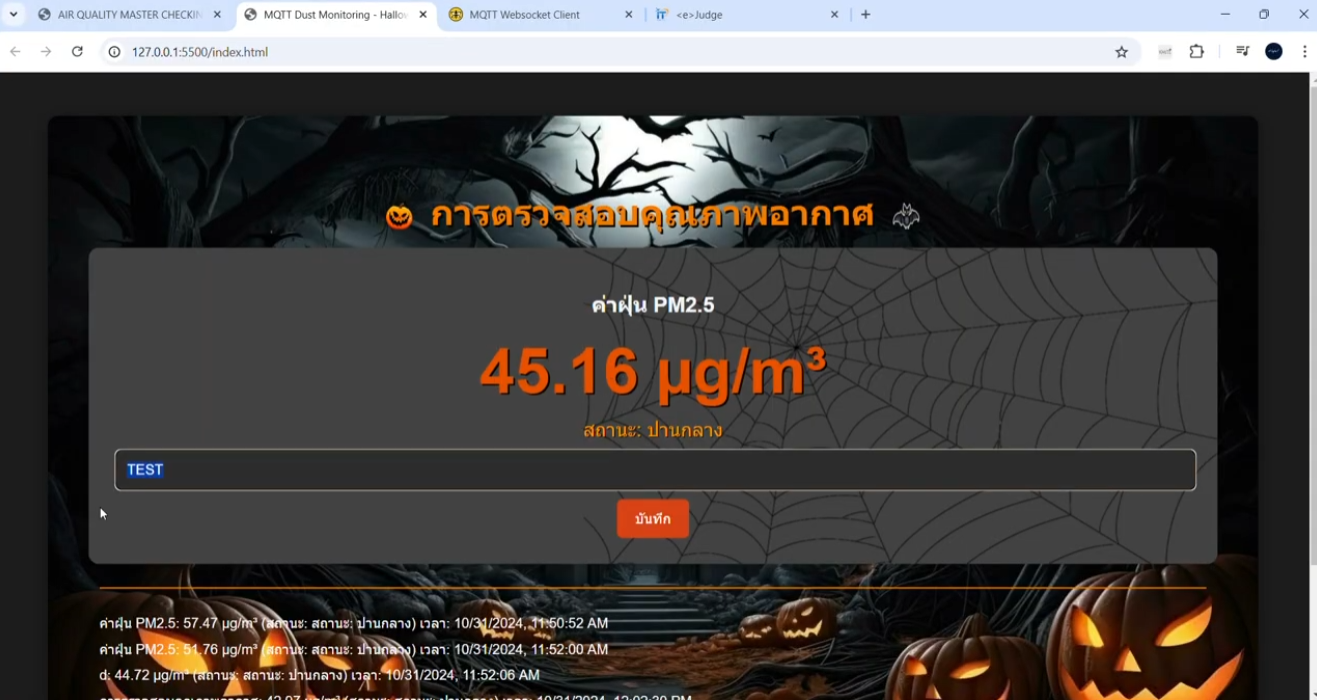 AIR QUALITY MASTER CHECKIN
MQTT Dust Monitoring - Hallow
MQTT Websocket Client
<e>Judge
127.0.0.1:5500/index.html
การตรวจสอบคุณภาพอากาศ
ค่าฝุ่น PM2.5
45.16 µg/m³
สถานะ: ปานกลาง
TEST
บันทึก
ค่าฝุ่น PM2.5: 57.47 µg/m³ (สถานะ: สถานะ: ปานกลาง) เวลา: 10/31/2024, 11:50:52 AM
ค่าฝุ่น PM2.5: 51.76 µg/m³ (สถานะ: สถานะ: ปานกลาง) เวลา: 10/31/2024, 11:52:00 AM
d: 44.72 µg/m³ (สถานะ: สถานะ: ปานกลาง) เวลา: 10/31/2024, 11:52:06 AM